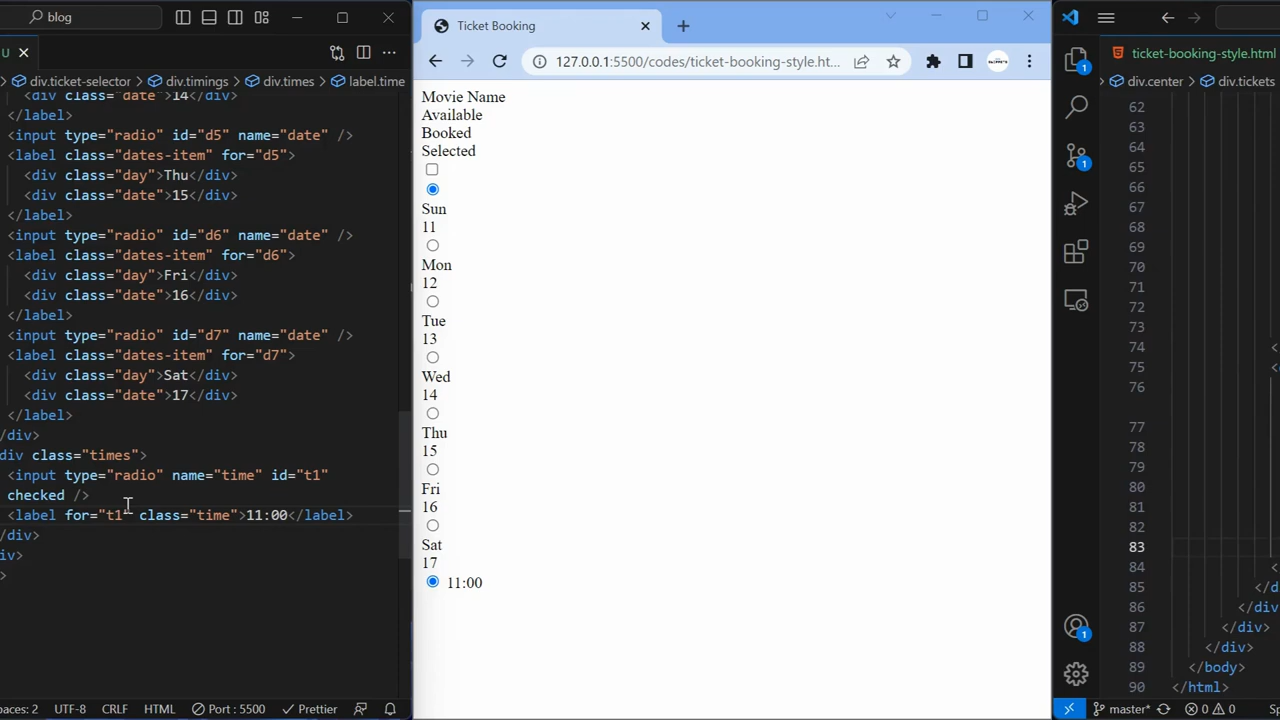 blog
U
div.ticket-selector
div.timings
div.times
label.time
<div class="date">14</div>
</label>
<input type="radio" id="d5" name="date" />
<label class="dates-item" for="d5">
<div class="day">Thu</div>
<div class="date">15</div>
</label>
<input type="radio" id="d6" name="date" />
<label class="dates-item" for="d6">
<div class="day">Fri</div>
<div class="date">16</div>
</label>
<input type="radio" id="d7" name="date" />
<label class="dates-item" for="d7">
<div class="day">Sat</div>
<div class="date">17</div>
</label>
/div>
div class="times">
<input type="radio" name="time" id="t1"
checked />
<label for="t1" class="time">11:00</label>
/div>
iv>
>
paces: 2 UTF-8 CRLF HTML Port : 5500 Prettier
Ticket Booking
127.0.0.1:5500/codes/ticket-booking-style.ht...
Movie Name
Available
Booked
Selected
Sun
11
Mon
12
Tue
13
Wed
14
Thu
15
Fri
16
Sat
17
11:00
ticket-booking-style.html
div.center
div.tickets
62
63
64
65
66
67
68
69
70
71
72
73
74 <
75 <
76
77
78
79
80
81
82
83
84 <
85 </d
86 </div>
87 </div>
88 </div>
89 </body>
90 </html>
1
1
1
master* 0 0 Sp